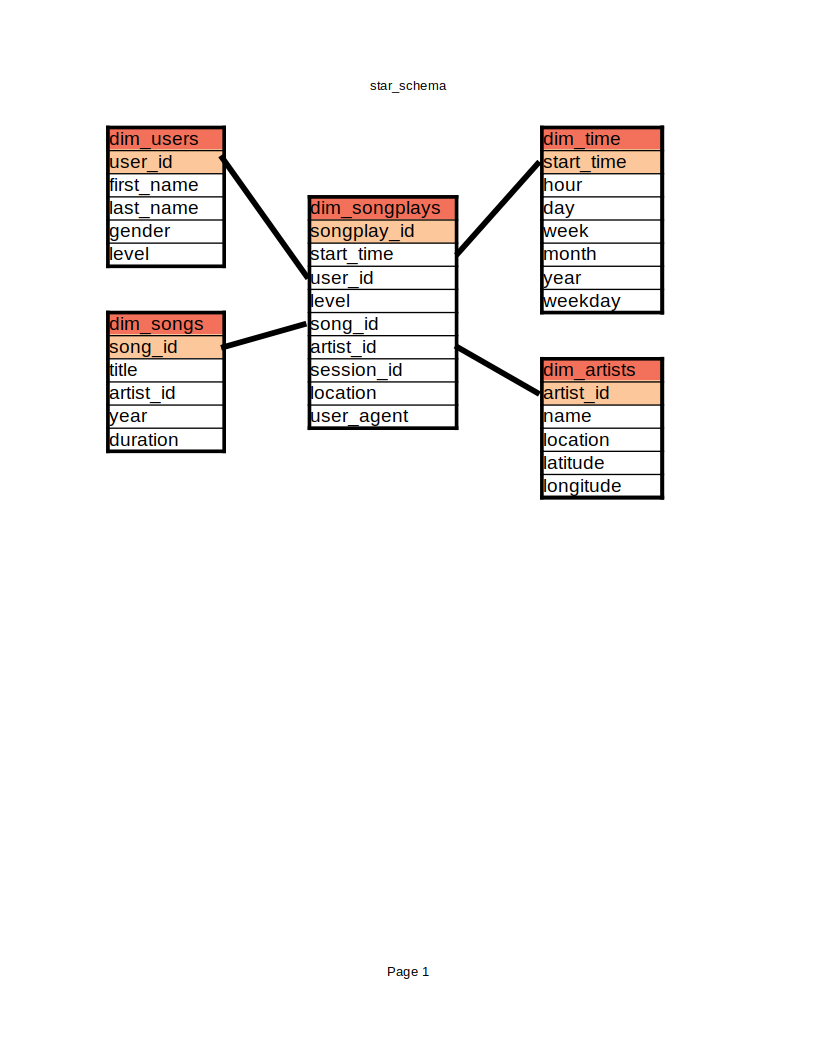 star_schema
dim_users
user_id
first_name
last_name
gender
level
dim_songs
song_id
title
artist_id
year
duration
dim_songplays
songplay_id
start_time
user_id
level
song_id
artist_id
session_id
location
user_agent
dim_time
start_time
hour
day
week
month
year
weekday
dim_artists
artist_id
name
location
latitude
longitude
Page 1